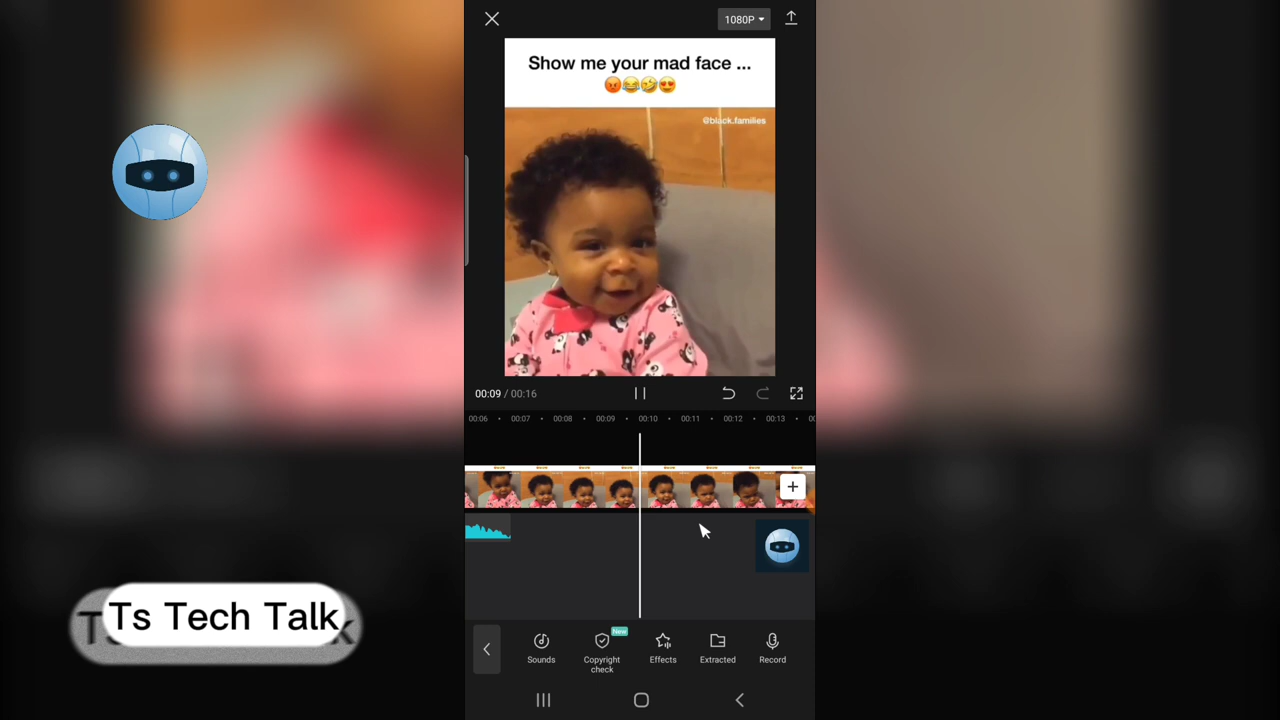 1080P
Show me your mad face ...
😡😂🤣😍
@black.families
00:09 / 00:16
00:06 00:07 00:08 00:09 00:10 00:11 00:12 00:13
Ts Tech Talk
New
Sounds
Copyright
check
Effects
Extracted
Record